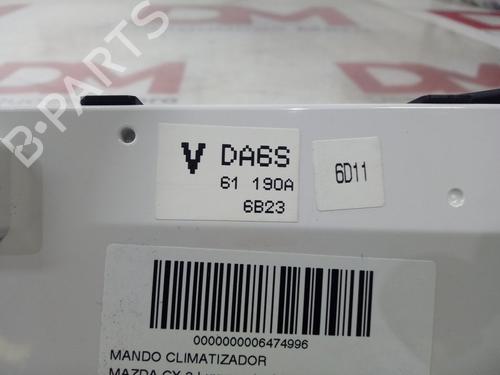 B-PARTS
V DA6S
61 190A
6B23
6D11
0000000006474996
MANDO CLIMATIZADOR